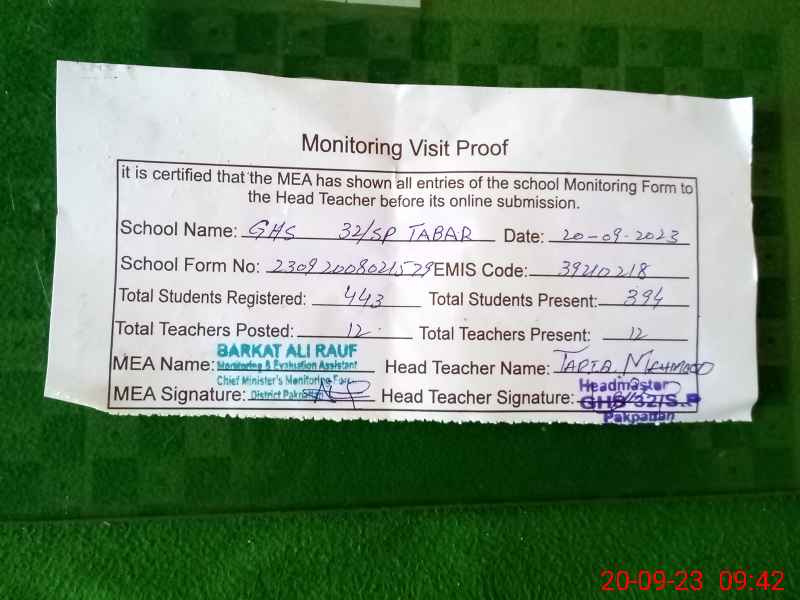 Monitoring Visit Proof
it is certified that the MEA has shown all entries of the school Monitoring Form to
the Head Teacher before its online submission.
School Name: GHS 32/SP TABAR Date: 20-09-2023
School Form No: 23092008021529 EMIS Code: 39210218
Total Students Registered: 443 Total Students Present: 394
Total Teachers Posted: 12 Total Teachers Present: 12
BARKAT ALI RAUF
Monitoring & Evaluation Assistant
MEA Name: Head Teacher Name: Mehmood
Chief Minister's Monitoring
Headmaster
MEA Signature: District Head Teacher Signature: GHS 32/S.P
Pakpattan
20-09-23 09:42